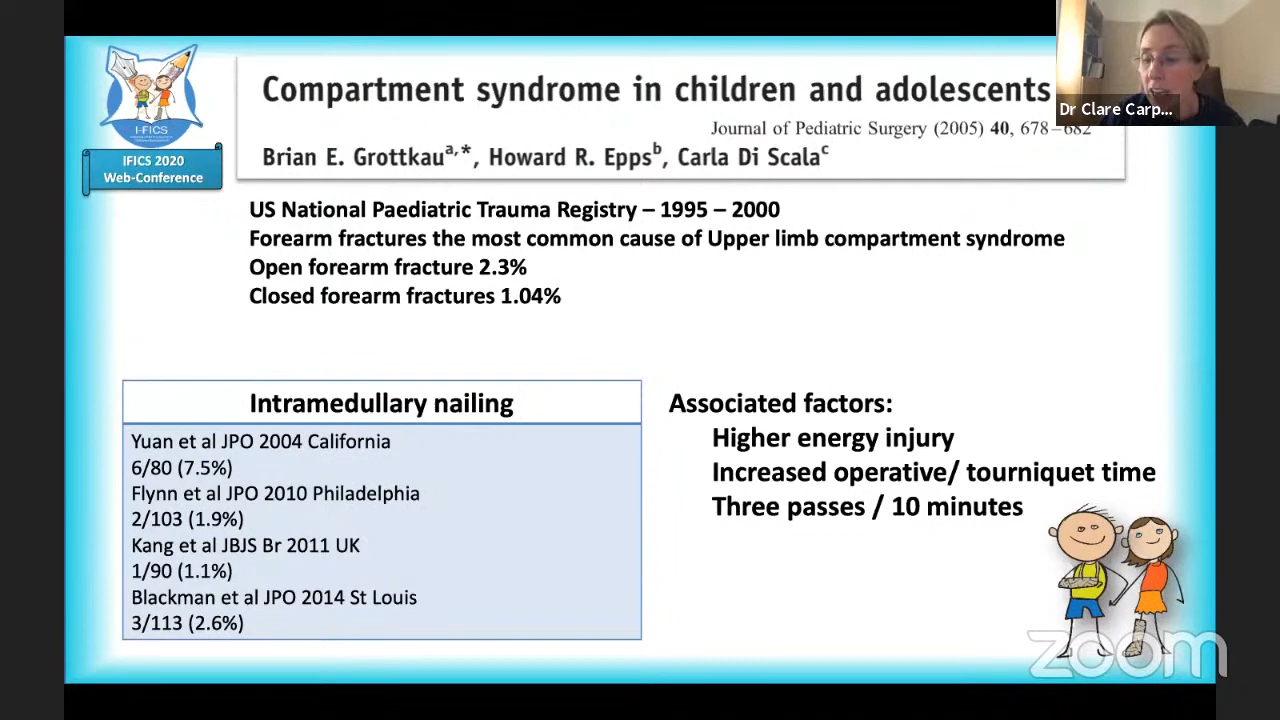 I-FICS
IFICS 2020
Web-Conference
Compartment syndrome in children and adolescents
Journal of Pediatric Surgery (2005) 40, 678–682
Brian E. Grottkau a,*, Howard R. Epps b, Carla Di Scala c
Dr Clare Carp...
US National Paediatric Trauma Registry – 1995 – 2000
Forearm fractures the most common cause of Upper limb compartment syndrome
Open forearm fracture 2.3%
Closed forearm fractures 1.04%
Intramedullary nailing
Yuan et al JPO 2004 California
6/80 (7.5%)
Flynn et al JPO 2010 Philadelphia
2/103 (1.9%)
Kang et al JBJS Br 2011 UK
1/90 (1.1%)
Blackman et al JPO 2014 St Louis
3/113 (2.6%)
Associated factors:
Higher energy injury
Increased operative/ tourniquet time
Three passes / 10 minutes
zoom